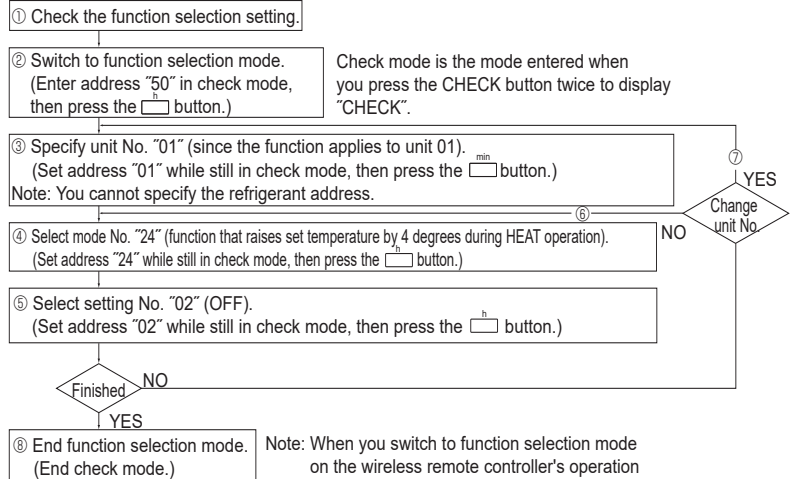 ① Check the function selection setting.
② Switch to function selection mode.
(Enter address ˝50˝ in check mode,
then press the h button.)
Check mode is the mode entered when
you press the CHECK button twice to display
˝CHECK˝.
③ Specify unit No. ˝01˝ (since the function applies to unit 01).
(Set address ˝01˝ while still in check mode, then press the min button.)
Note: You cannot specify the refrigerant address.
⑦
YES
Change
unit No.
⑥
NO
④ Select mode No. ˝24˝ (function that raises set temperature by 4 degrees during HEAT operation).
(Set address ˝24˝ while still in check mode, then press the h button.)
⑤ Select setting No. ˝02˝ (OFF).
(Set address ˝02˝ while still in check mode, then press the h button.)
Finished
NO
YES
⑧ End function selection mode.
(End check mode.)
Note: When you switch to function selection mode
on the wireless remote controller's operation